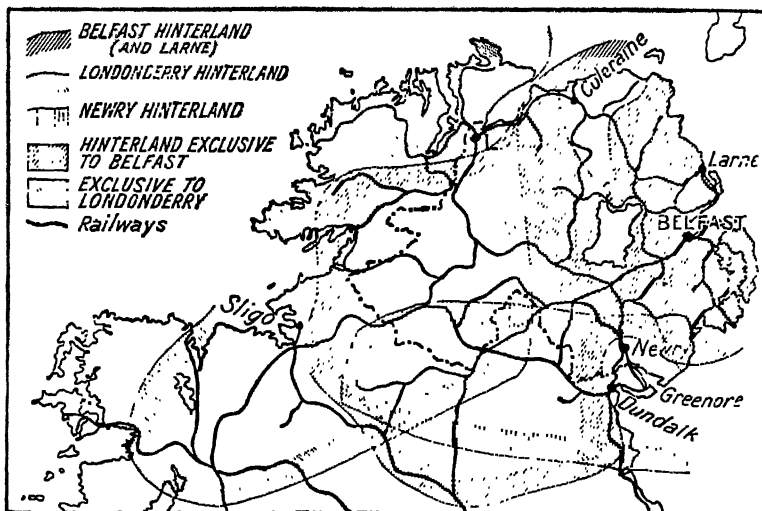 BELFAST HINTERLAND
(AND LARNE)
LONDONDERRY HINTERLAND
NEWRY HINTERLAND
HINTERLAND EXCLUSIVE
TO BELFAST
EXCLUSIVE TO
LONDONDERRY
Railways
Culeraine
Larne
BELFAST
Sligo
Newry
Greenore
Dundalk